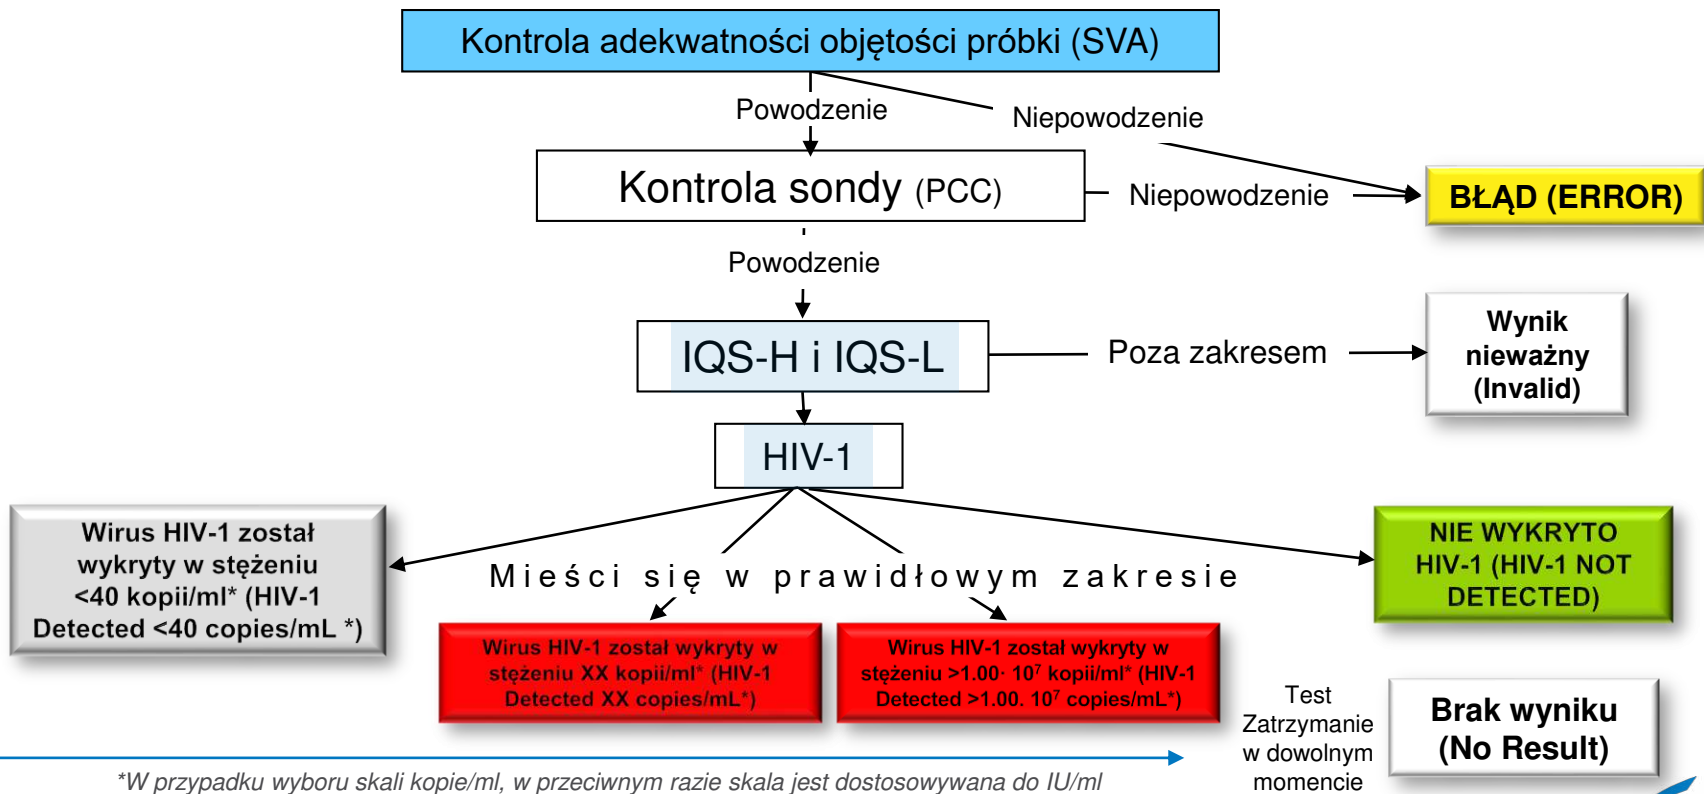 Kontrola adekwatności objętości próbki (SVA)
Powodzenie
Niepowodzenie
Kontrola sondy (PCC)
Niepowodzenie
BŁĄD (ERROR)
Powodzenie
IQS-H i IQS-L
Poza zakresem
Wynik
nieważny
(Invalid)
HIV-1
Wirus HIV-1 został
wykryty w stężeniu
<40 kopii/ml* (HIV-1
Detected <40 copies/mL *)
Mieści się w prawidłowym zakresie
NIE WYKRYTO
HIV-1 (HIV-1 NOT
DETECTED)
Wirus HIV-1 został wykryty w
stężeniu XX kopii/ml* (HIV-1
Detected XX copies/mL*)
Wirus HIV-1 został wykryty w
stężeniu >1.00· 10⁷ kopii/ml* (HIV-1
Detected >1.00. 10⁷ copies/mL*)
Test
Zatrzymanie
w dowolnym
momencie
Brak wyniku
(No Result)
*W przypadku wyboru skali kopie/ml, w przeciwnym razie skala jest dostosowywana do IU/ml